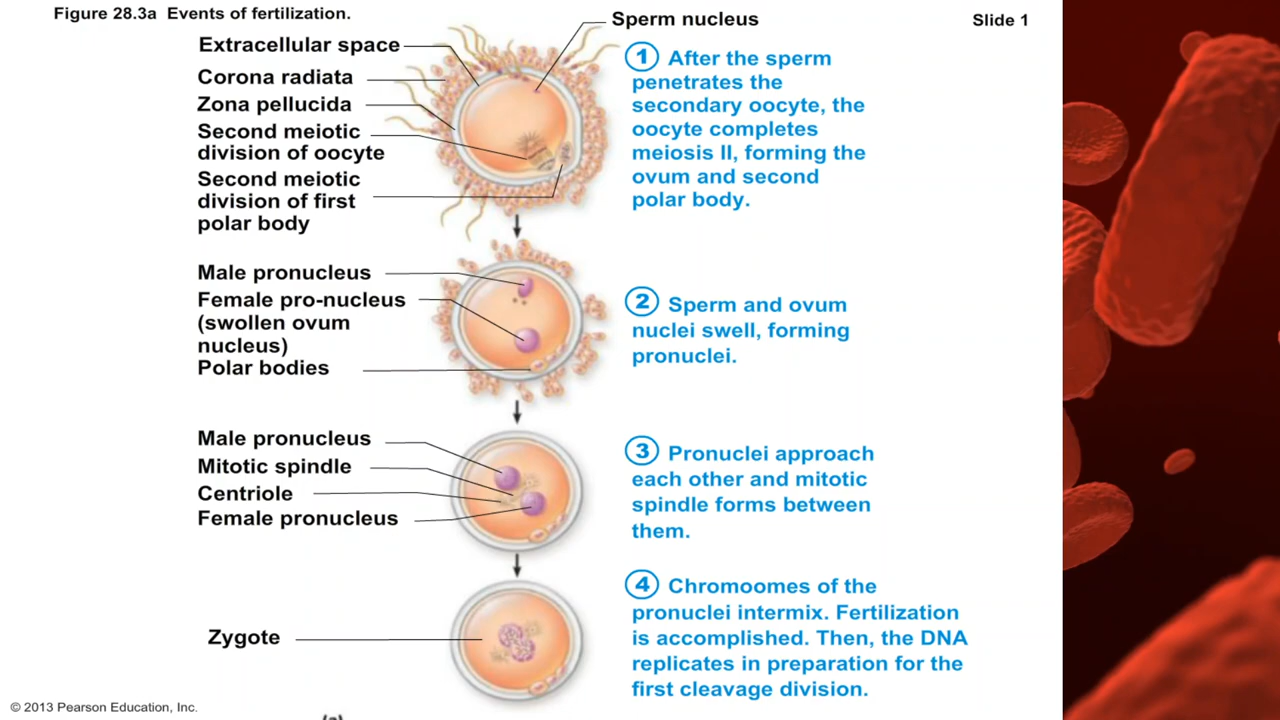 Figure 28.3a Events of fertilization.
Slide 1
Sperm nucleus
Extracellular space
Corona radiata
Zona pellucida
Second meiotic
division of oocyte
Second meiotic
division of first
polar body
1 After the sperm
penetrates the
secondary oocyte, the
oocyte completes
meiosis II, forming the
ovum and second
polar body.
Male pronucleus
Female pro-nucleus
(swollen ovum
nucleus)
Polar bodies
2 Sperm and ovum
nuclei swell, forming
pronuclei.
Male pronucleus
Mitotic spindle
Centriole
Female pronucleus
3 Pronuclei approach
each other and mitotic
spindle forms between
them.
Zygote
4 Chromoomes of the
pronuclei intermix. Fertilization
is accomplished. Then, the DNA
replicates in preparation for the
first cleavage division.
© 2013 Pearson Education, Inc.